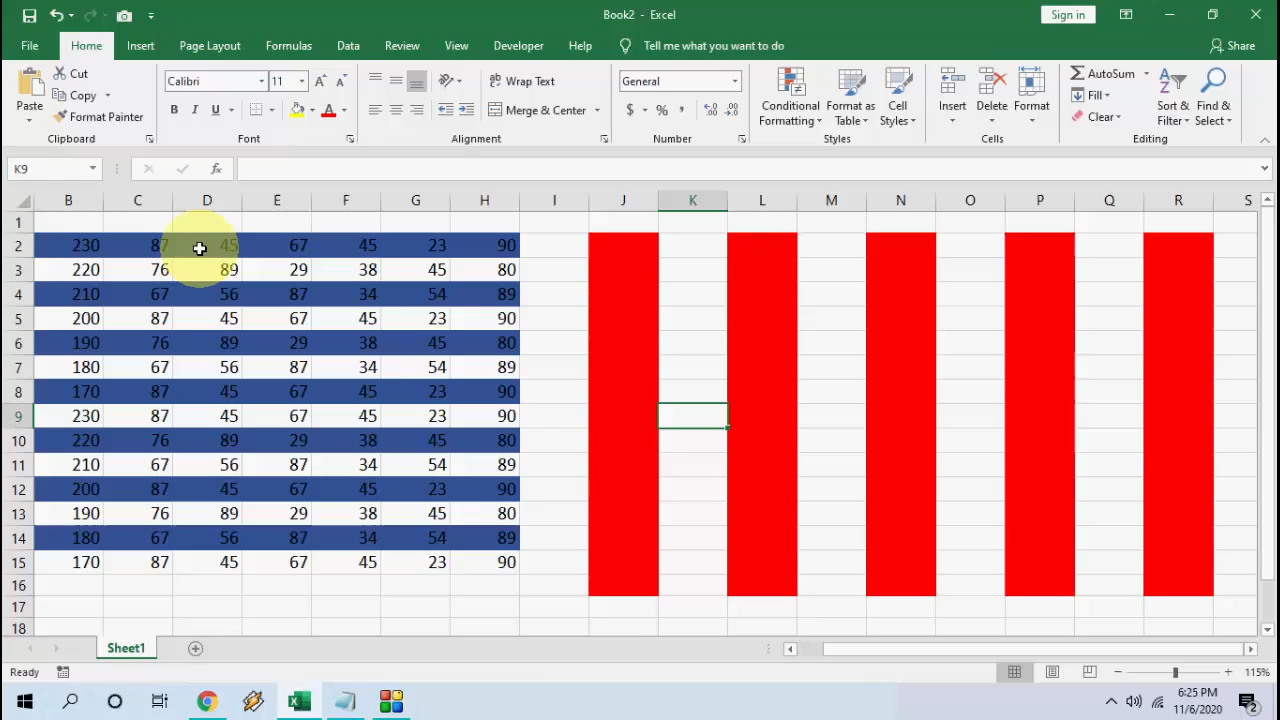 Book2 - Excel
Sign in
File Home Insert Page Layout Formulas Data Review View Developer Help Tell me what you want to do Share
Paste
Cut
Copy
Format Painter
Calibri 11
B I U
Wrap Text
Merge & Center
General
$ % ,
Conditional Formatting
Format as Table
Cell Styles
Insert
Delete
Format
AutoSum
Fill
Clear
Sort & Filter
Find & Select
Clipboard Font Alignment Number Styles Cells Editing
K9 fx
B C D E F G H I J K L M N O P Q R S
1
2 230 87 45 67 45 23 90
3 220 76 89 29 38 45 80
4 210 67 56 87 34 54 89
5 200 87 45 67 45 23 90
6 190 76 89 29 38 45 80
7 180 67 56 87 34 54 89
8 170 87 45 67 45 23 90
9 230 87 45 67 45 23 90
10 220 76 89 29 38 45 80
11 210 67 56 87 34 54 89
12 200 87 45 67 45 23 90
13 190 76 89 29 38 45 80
14 180 67 56 87 34 54 89
15 170 87 45 67 45 23 90
16
17
18
Sheet1
Ready 115%
6:25 PM
11/6/2020
2